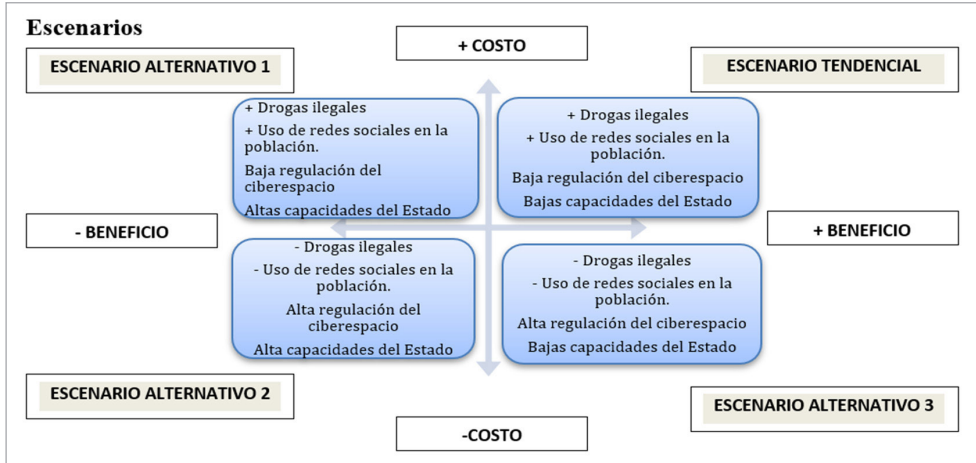 Escenarios
+ COSTO
ESCENARIO ALTERNATIVO 1
ESCENARIO TENDENCIAL
+ Drogas ilegales
+ Uso de redes sociales en la
población.
Baja regulación del
ciberespacio
Altas capacidades del Estado
+ Drogas ilegales
+ Uso de redes sociales en la
población.
Baja regulación del ciberespacio
Bajas capacidades del Estado
- BENEFICIO
+ BENEFICIO
- Drogas ilegales
- Uso de redes sociales en la
población.
Alta regulación del
ciberespacio
Alta capacidades del Estado
- Drogas ilegales
- Uso de redes sociales en la
población.
Alta regulación del ciberespacio
Bajas capacidades del Estado
ESCENARIO ALTERNATIVO 2
ESCENARIO ALTERNATIVO 3
-COSTO